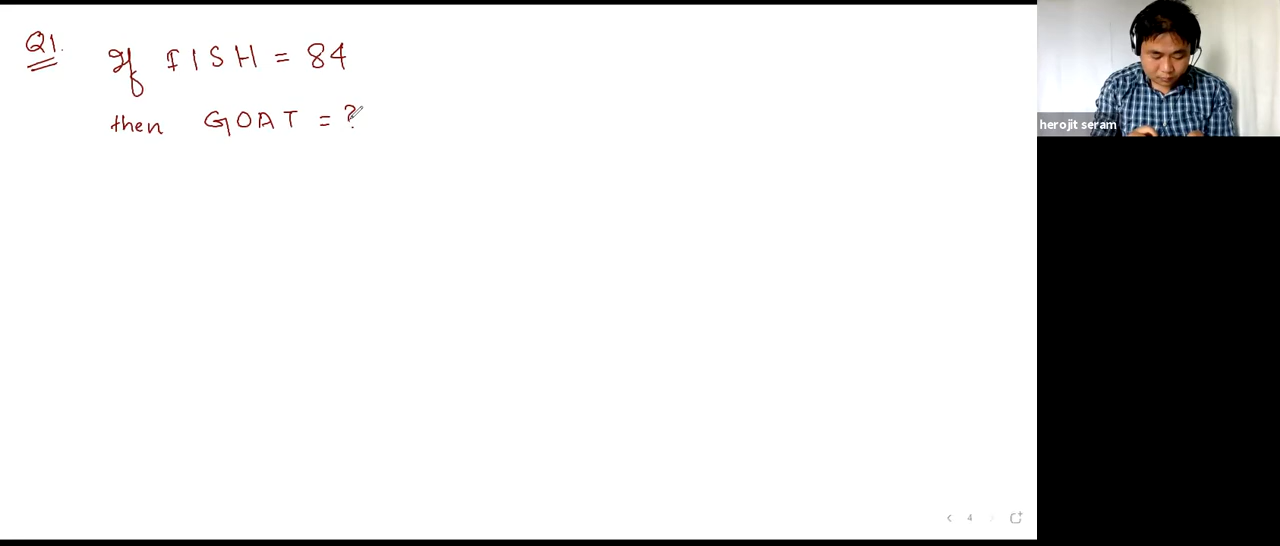 Q1. If FISH = 84
then GOAT = ?
herojit seram
4